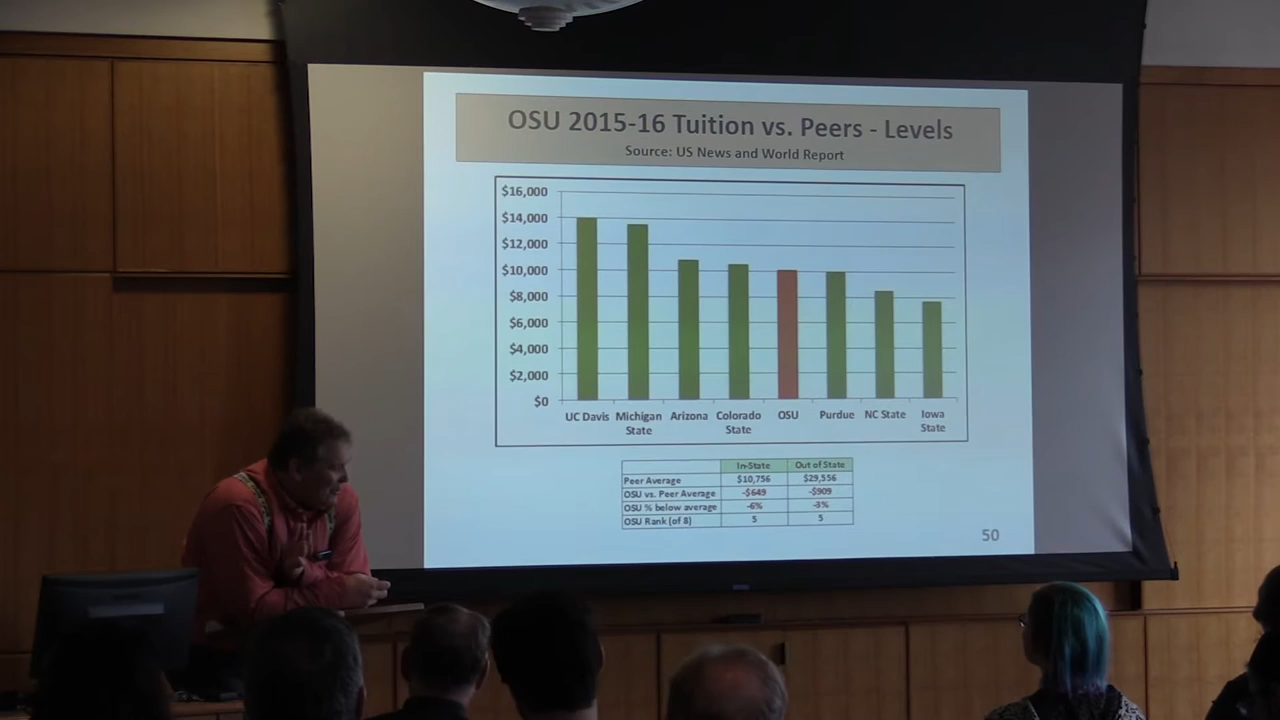 OSU 2015-16 Tuition vs. Peers - Levels
Source: US News and World Report
$16,000
$14,000
$12,000
$10,000
$8,000
$6,000
$4,000
$2,000
$0
UC Davis Michigan State Arizona Colorado State OSU Purdue NC State Iowa State
In-State Out of State
Peer Average $10,756 $29,556
OSU vs. Peer Average -$649 -$909
OSU % below average -6% -3%
OSU Rank (of 8) 5 5
50